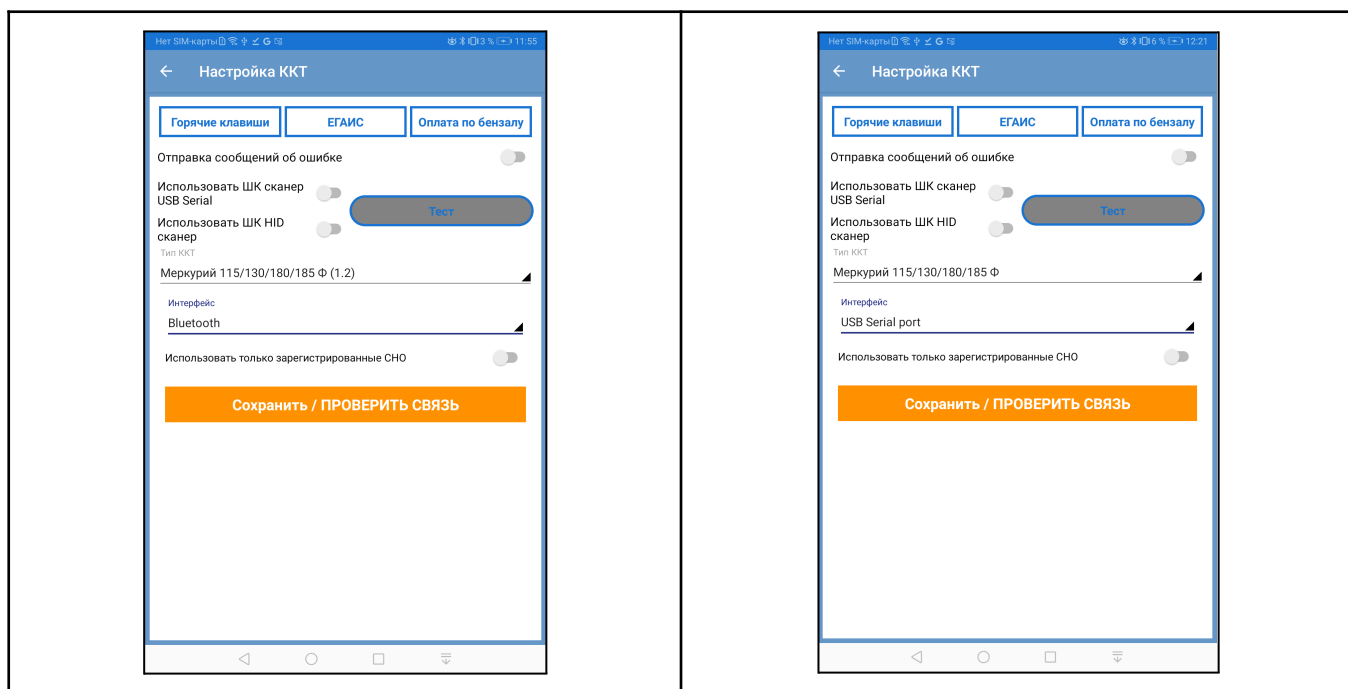 Нет SIM-карты
3 % 11:55
Настройка ККТ
Горячие клавиши
ЕГАИС
Оплата по бензалу
Отправка сообщений об ошибке
Использовать ШК сканер
USB Serial
Тест
Использовать ШК HID
сканер
Тип ККТ
Меркурий 115/130/180/185 Ф (1.2)
Интерфейс
Bluetooth
Использовать только зарегистрированные СНО
Сохранить / ПРОВЕРИТЬ СВЯЗЬ
Нет SIM-карты
6 % 12:21
Настройка ККТ
Горячие клавиши
ЕГАИС
Оплата по бензалу
Отправка сообщений об ошибке
Использовать ШК сканер
USB Serial
Тест
Использовать ШК HID
сканер
Тип ККТ
Меркурий 115/130/180/185 Ф
Интерфейс
USB Serial port
Использовать только зарегистрированные СНО
Сохранить / ПРОВЕРИТЬ СВЯЗЬ